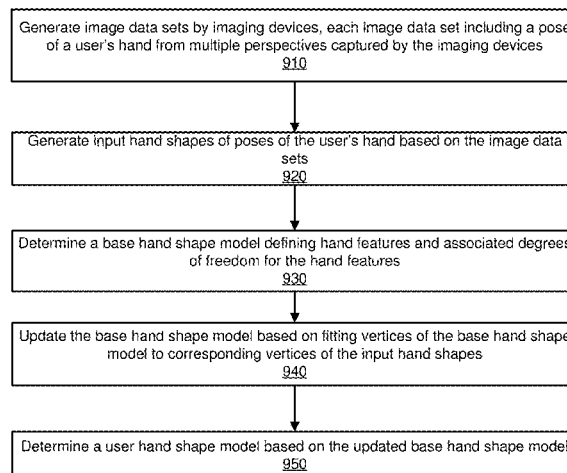 Generate image data sets by imaging devices, each image data set including a pose
of a user's hand from multiple perspectives captured by the imaging devices
910
Generate input hand shapes of poses of the user's hand based on the image data
sets
920
Determine a base hand shape model defining hand features and associated degrees
of freedom for the hand features
930
Update the base hand shape model based on fitting vertices of the base hand shape
model to corresponding vertices of the input hand shapes
940
Determine a user hand shape model based on the updated base hand shape model
950